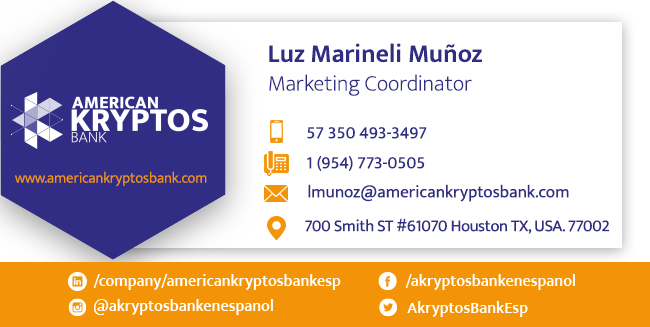 AMERICAN
KRYPTOS
BANK
www.americankryptosbank.com
Luz Marineli Muñoz
Marketing Coordinator
57 350 493-3497
1 (954) 773-0505
lmunoz@americankryptosbank.com
700 Smith ST #61070 Houston TX, USA. 77002
/company/americankryptosbankesp
/akryptosbankenespanol
@akryptosbankenespanol
AkryptosBankEsp